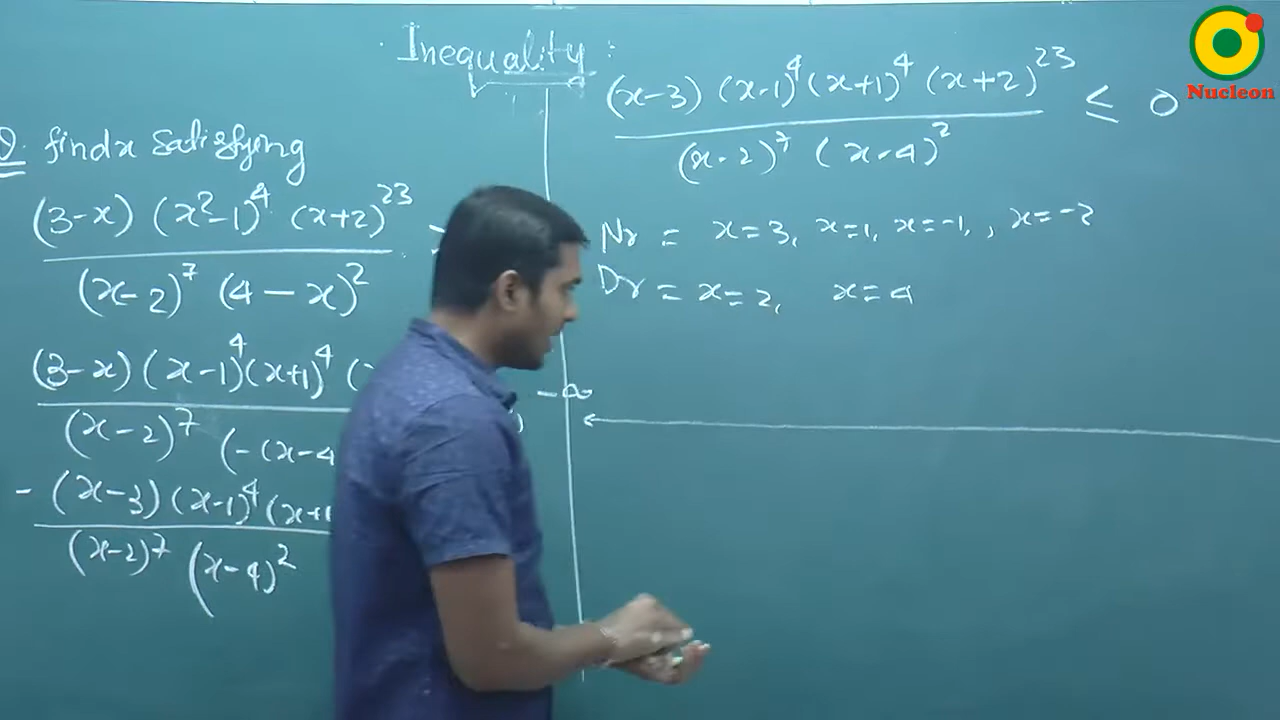 Inequality :
Q. find x satisfying
(3-x) (x²-1)⁴ (x+2)²³
(x-2)⁷ (4-x)²
(3-x) (x-1)⁴ (x+1)⁴ (
(x-2)⁷ (-(x-4
- (x-3) (x-1)⁴ (x+1
(x-2)⁷ (x-4)²
(x-3) (x-1)⁴ (x+1)⁴ (x+2)²³ ≤ 0
(x-2)⁷ (x-4)²
Nr = x=3, x=1, x=-1, , x=-2
Dr = x=2, x=4
-∞
Nucleon